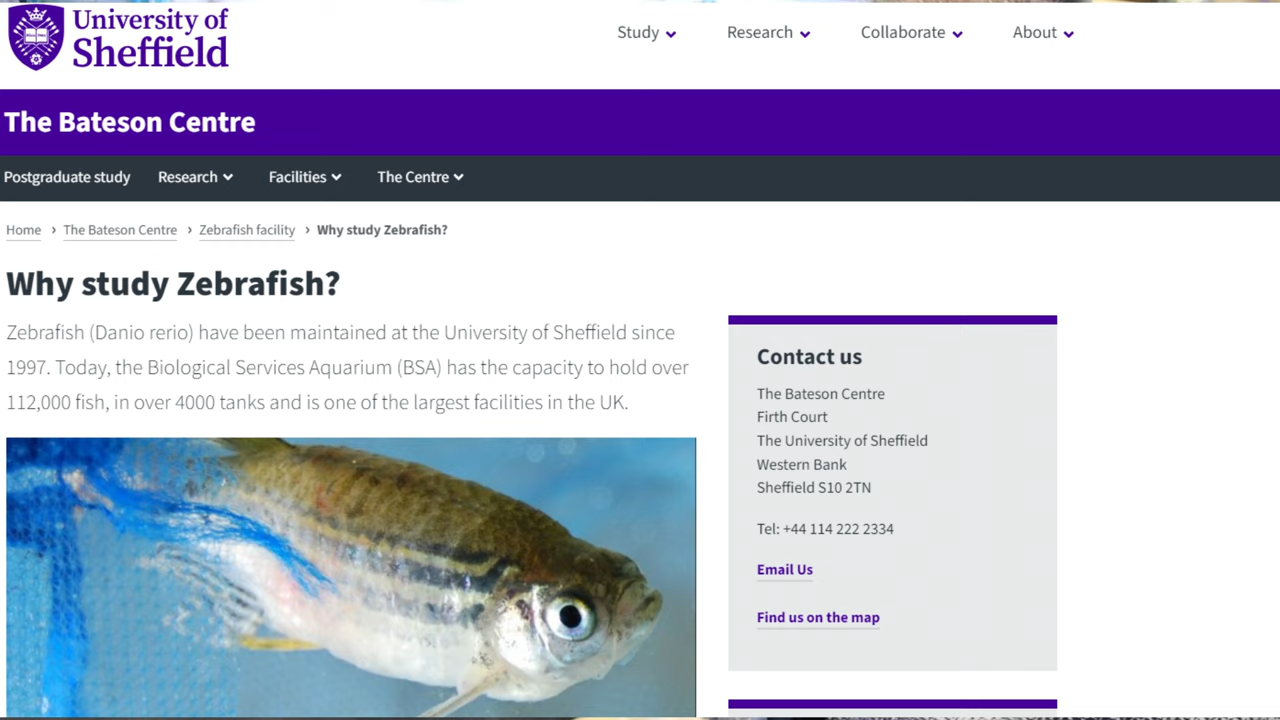 University of
Sheffield
Study
Research
Collaborate
About
The Bateson Centre
Postgraduate study
Research
Facilities
The Centre
Home › The Bateson Centre › Zebrafish facility › Why study Zebrafish?
Why study Zebrafish?
Zebrafish (Danio rerio) have been maintained at the University of Sheffield since
1997. Today, the Biological Services Aquarium (BSA) has the capacity to hold over
112,000 fish, in over 4000 tanks and is one of the largest facilities in the UK.
Contact us
The Bateson Centre
Firth Court
The University of Sheffield
Western Bank
Sheffield S10 2TN
Tel: +44 114 222 2334
Email Us
Find us on the map